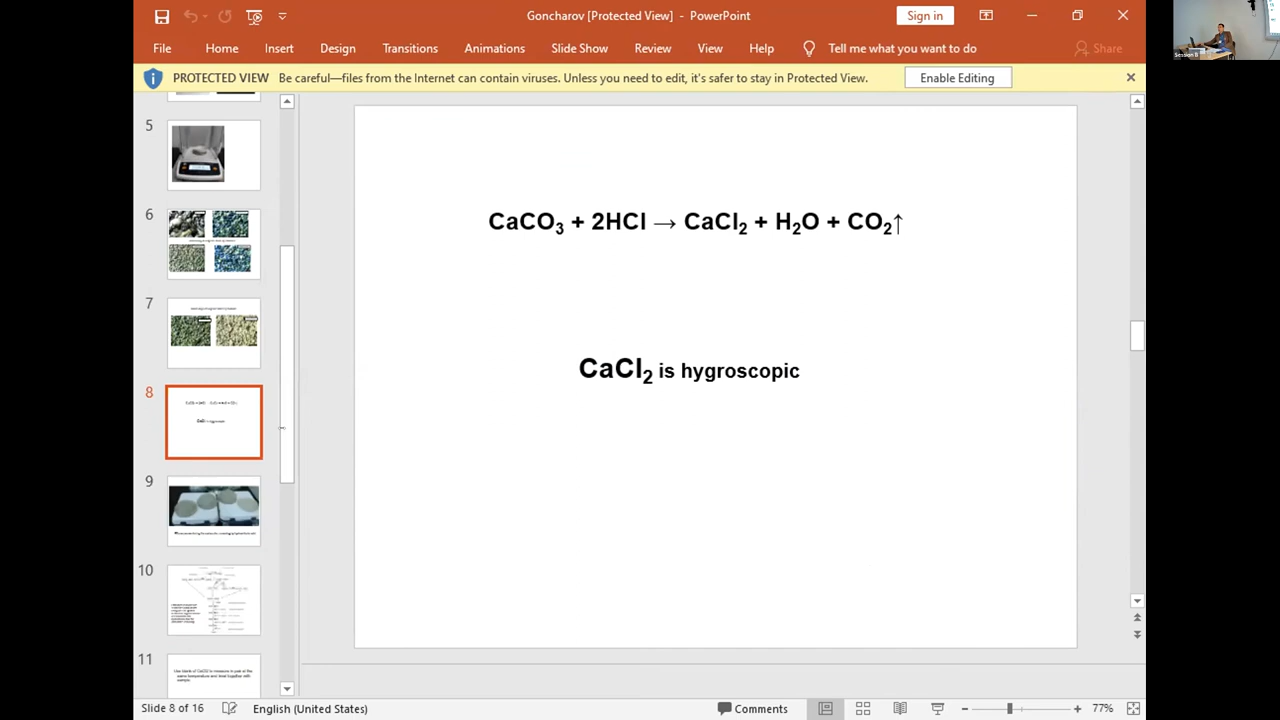 Goncharov [Protected View] - PowerPoint
Sign in
File Home Insert Design Transitions Animations Slide Show Review View Help Tell me what you want to do Share
PROTECTED VIEW Be careful—files from the Internet can contain viruses. Unless you need to edit, it's safer to stay in Protected View. Enable Editing
5
6
7
8
9
10
11
CaCO₃ + 2HCl → CaCl₂ + H₂O + CO₂↑
CaCl₂ is hygroscopic
Slide 8 of 16 English (United States) Comments 77%
Session B